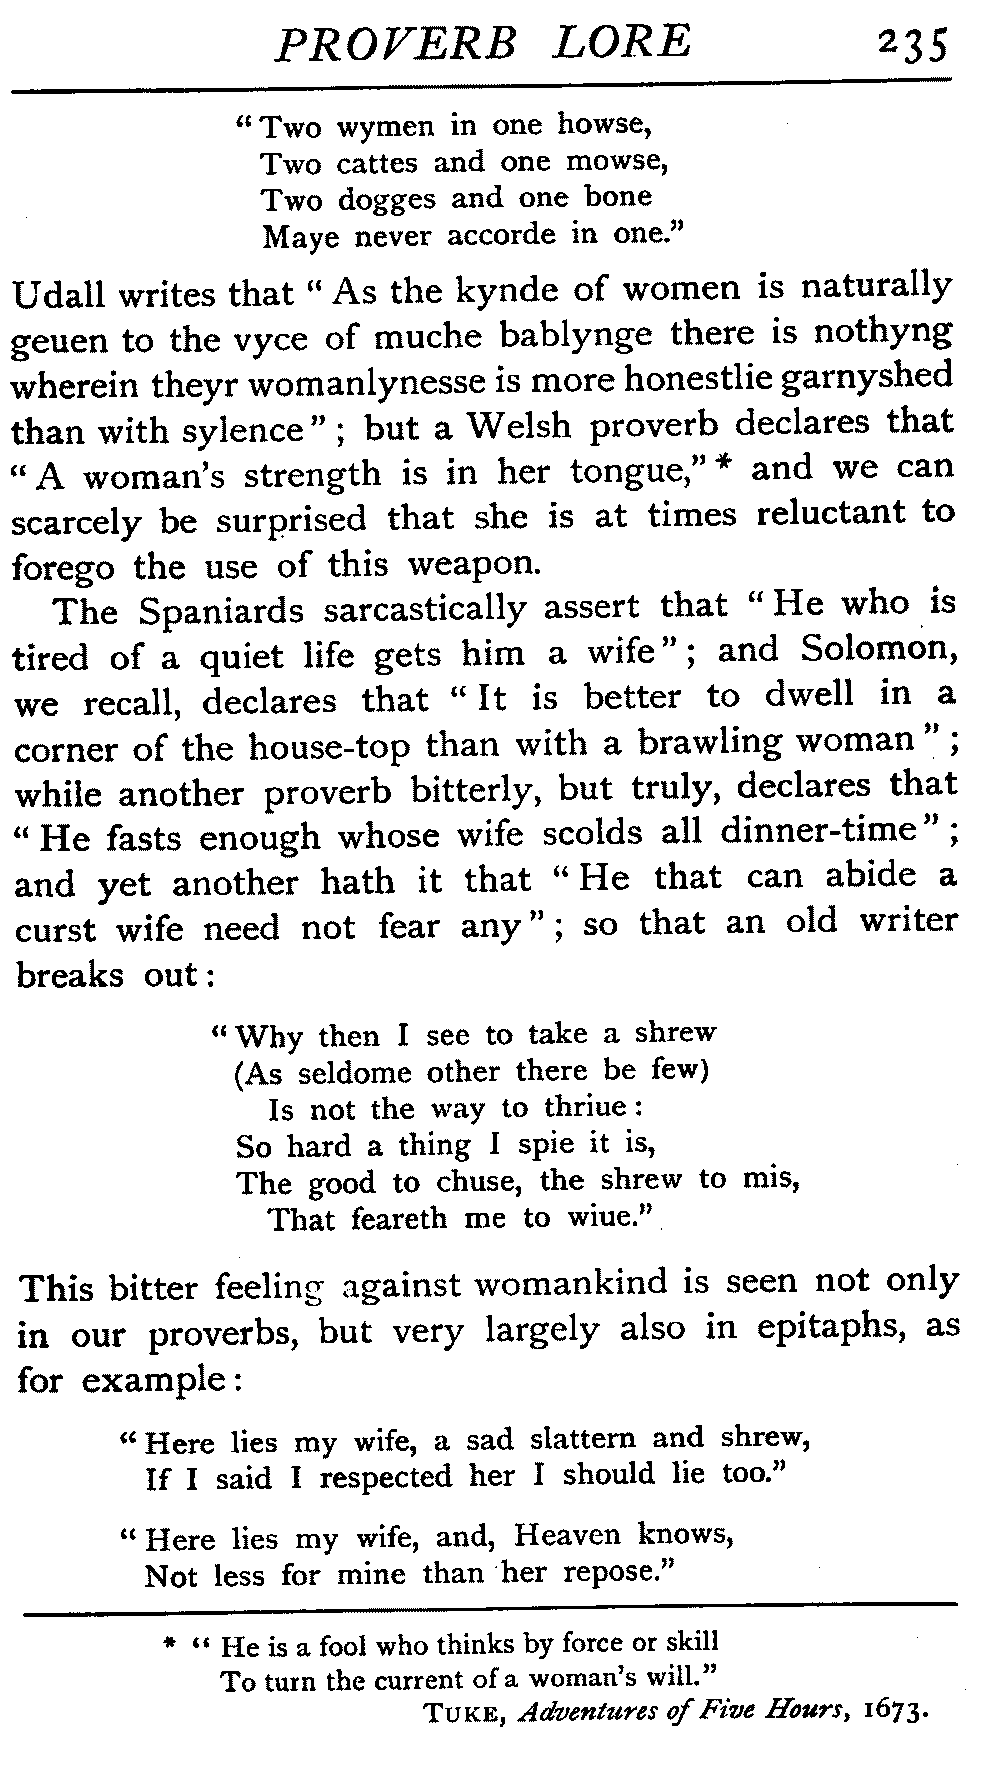 PROVERB LORE 235
“ Two wymen in one howse,
Two cattes and one mowse,
Two dogges and one bone
Maye never accorde in one.”
Udall writes that “ As the kynde of women is naturally
geuen to the vyce of muche bablynge there is nothyng
wherein theyr womanlynesse is more honestlie garnyshed
than with sylence ” ; but a Welsh proverb declares that
“ A woman's strength is in her tongue,” * and we can
scarcely be surprised that she is at times reluctant to
forego the use of this weapon.
The Spaniards sarcastically assert that “ He who is
tired of a quiet life gets him a wife ” ; and Solomon,
we recall, declares that “ It is better to dwell in a
corner of the house-top than with a brawling woman ” ;
while another proverb bitterly, but truly, declares that
“ He fasts enough whose wife scolds all dinner-time ” ;
and yet another hath it that “ He that can abide a
curst wife need not fear any ” ; so that an old writer
breaks out :
“ Why then I see to take a shrew
(As seldome other there be few)
Is not the way to thriue :
So hard a thing I spie it is,
The good to chuse, the shrew to mis,
That feareth me to wiue.”
This bitter feeling against womankind is seen not only
in our proverbs, but very largely also in epitaphs, as
for example :
“ Here lies my wife, a sad slattern and shrew,
If I said I respected her I should lie too.”
“ Here lies my wife, and, Heaven knows,
Not less for mine than her repose.”
* “ He is a fool who thinks by force or skill
To turn the current of a woman's will.”
TUKE, Adventures of Five Hours, 1673.